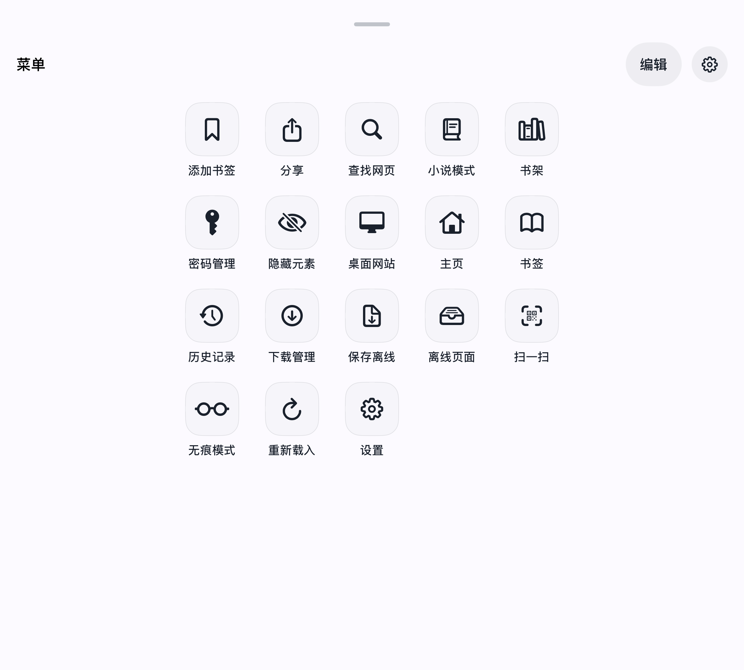 菜单
编辑
添加书签
分享
查找网页
小说模式
书架
密码管理
隐藏元素
桌面网站
主页
书签
历史记录
下载管理
保存离线
离线页面
扫一扫
无痕模式
重新载入
设置